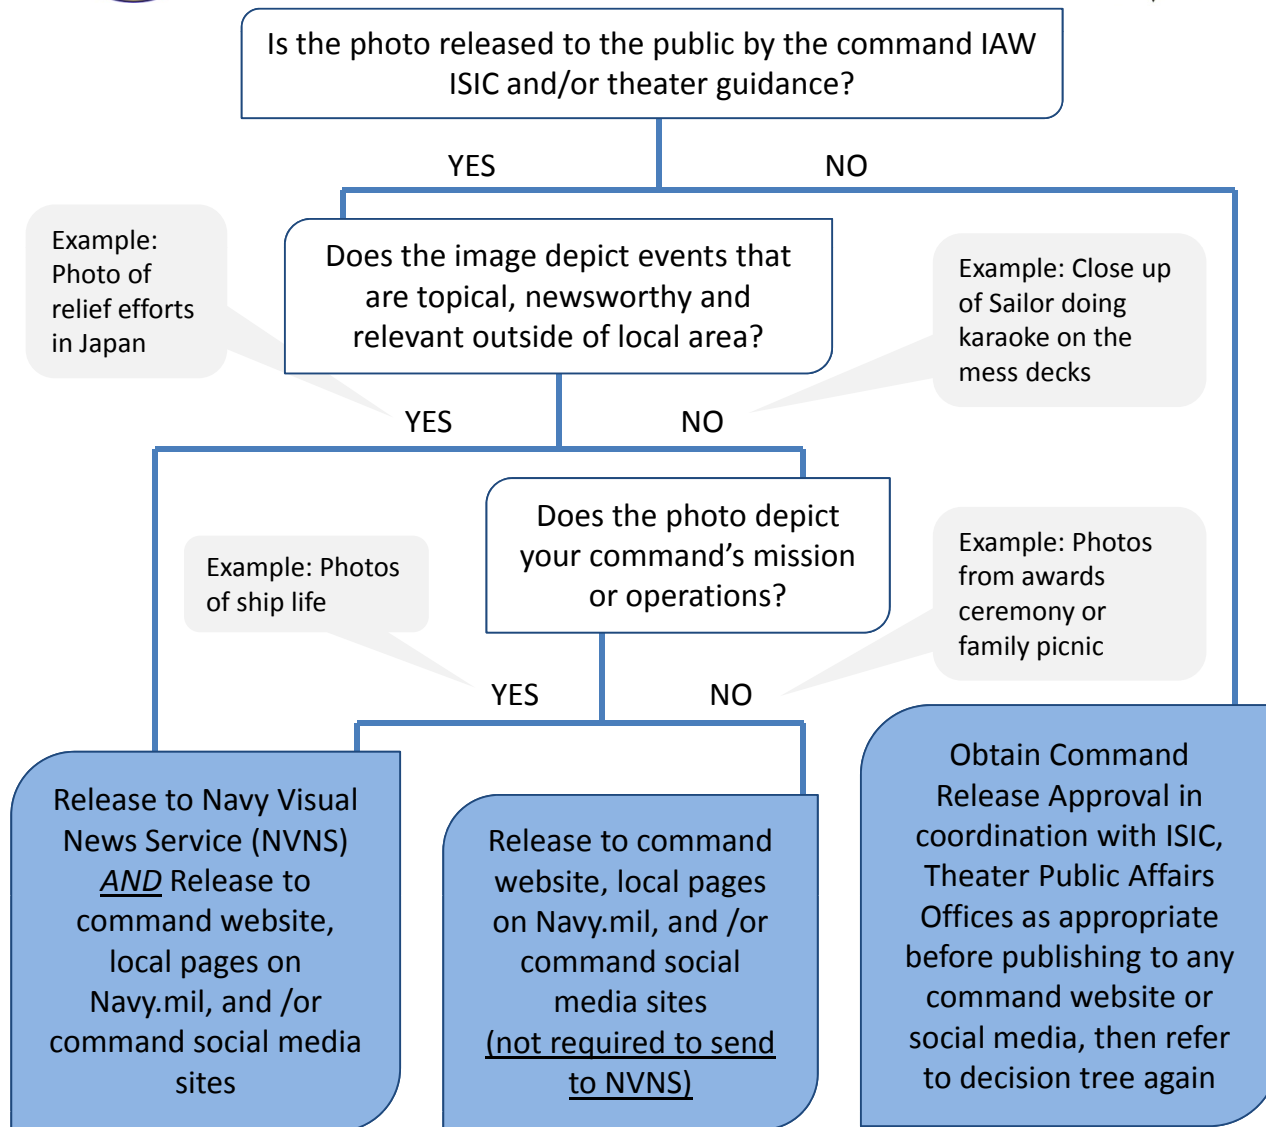 Is the photo released to the public by the command IAW
ISIC and/or theater guidance?
YES
NO
Example:
Photo of
relief efforts
in Japan
Does the image depict events that
are topical, newsworthy and
relevant outside of local area?
Example: Close up
of Sailor doing
karaoke on the
mess decks
YES
NO
Example: Photos
of ship life
Does the photo depict
your command’s mission
or operations?
Example: Photos
from awards
ceremony or
family picnic
YES
NO
Release to Navy Visual
News Service (NVNS)
AND Release to
command website,
local pages on
Navy.mil, and /or
command social media
sites
Release to command
website, local pages
on Navy.mil, and /or
command social
media sites
(not required to send
to NVNS)
Obtain Command
Release Approval in
coordination with ISIC,
Theater Public Affairs
Offices as appropriate
before publishing to any
command website or
social media, then refer
to decision tree again